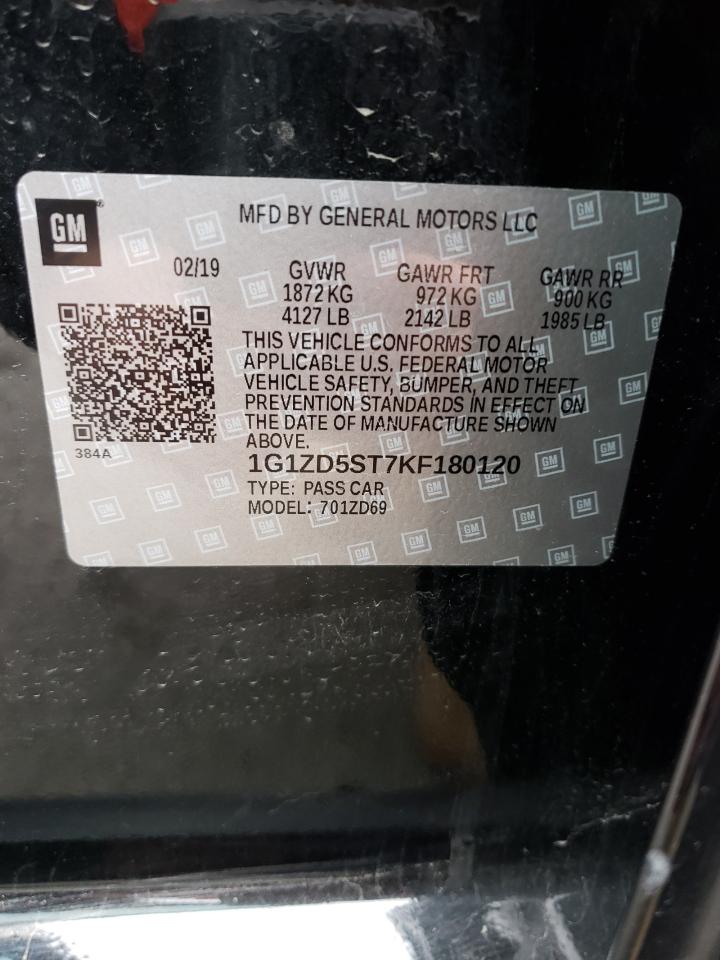 GM
MFD BY GENERAL MOTORS LLC
02/19
GVWR
1872 KG
4127 LB
GAWR FRT
972 KG
2142 LB
GAWR RR
900 KG
1985 LB
THIS VEHICLE CONFORMS TO ALL
APPLICABLE U.S. FEDERAL MOTOR
VEHICLE SAFETY, BUMPER, AND THEFT
PREVENTION STANDARDS IN EFFECT ON
THE DATE OF MANUFACTURE SHOWN
ABOVE.
384A
1G1ZD5ST7KF180120
TYPE: PASS CAR
MODEL: 701ZD69